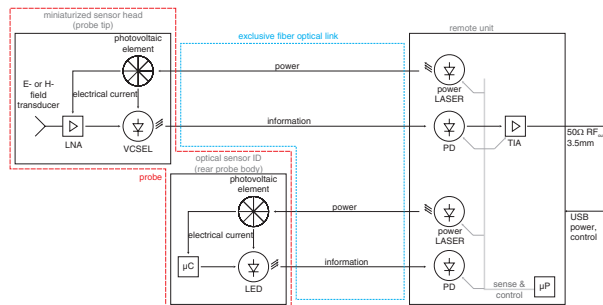 miniaturized sensor head
(probe tip)
photovoltaic
element
E- or H-
field
transducer
electrical current
LNA
VCSEL
exclusive fiber optical link
power
information
remote unit
power
LASER
PD
TIA
50Ω RFout
3.5mm
probe
optical sensor ID
(rear probe body)
photovoltaic
element
electrical current
µC
LED
power
information
power
LASER
PD
USB
power,
control
sense &
control
µP